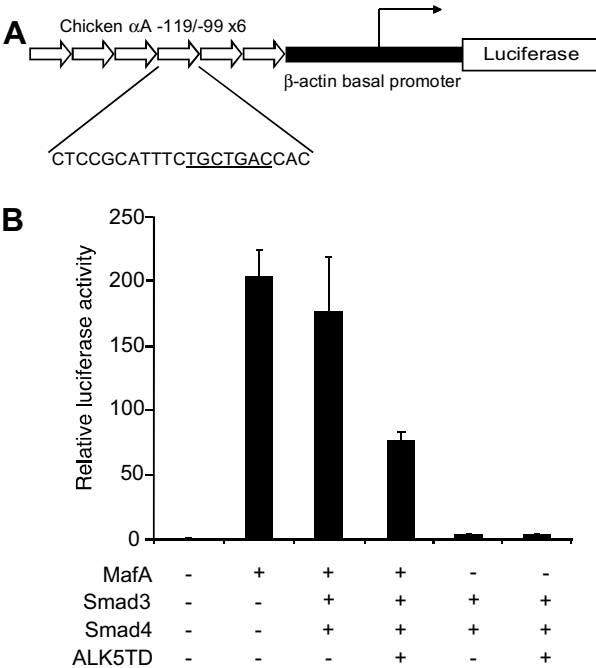 A
Chicken αA -119/-99 x6
Luciferase
β-actin basal promoter
CTCCGCATTTCTGCTGACCAC
B
Relative luciferase activity
250
200
150
100
50
0
MafA - + + + - -
Smad3 - - + + + +
Smad4 - - + + + +
ALK5TD - - - + - +